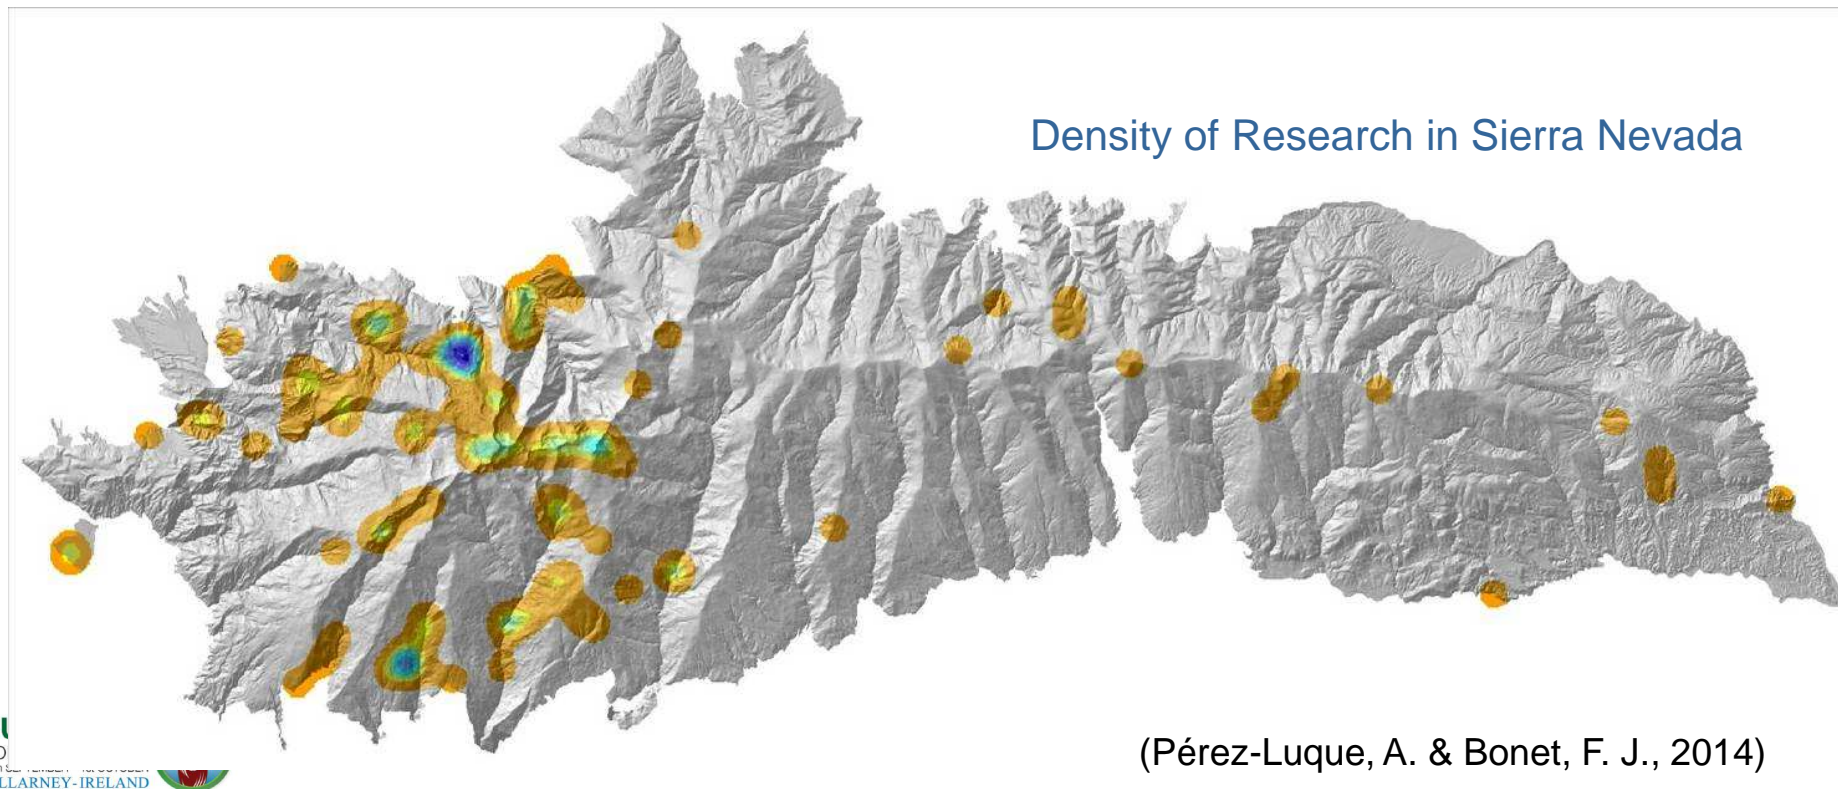 Density of Research in Sierra Nevada
(Pérez-Luque, A. & Bonet, F. J., 2014)
LLARNEY-IRELAND